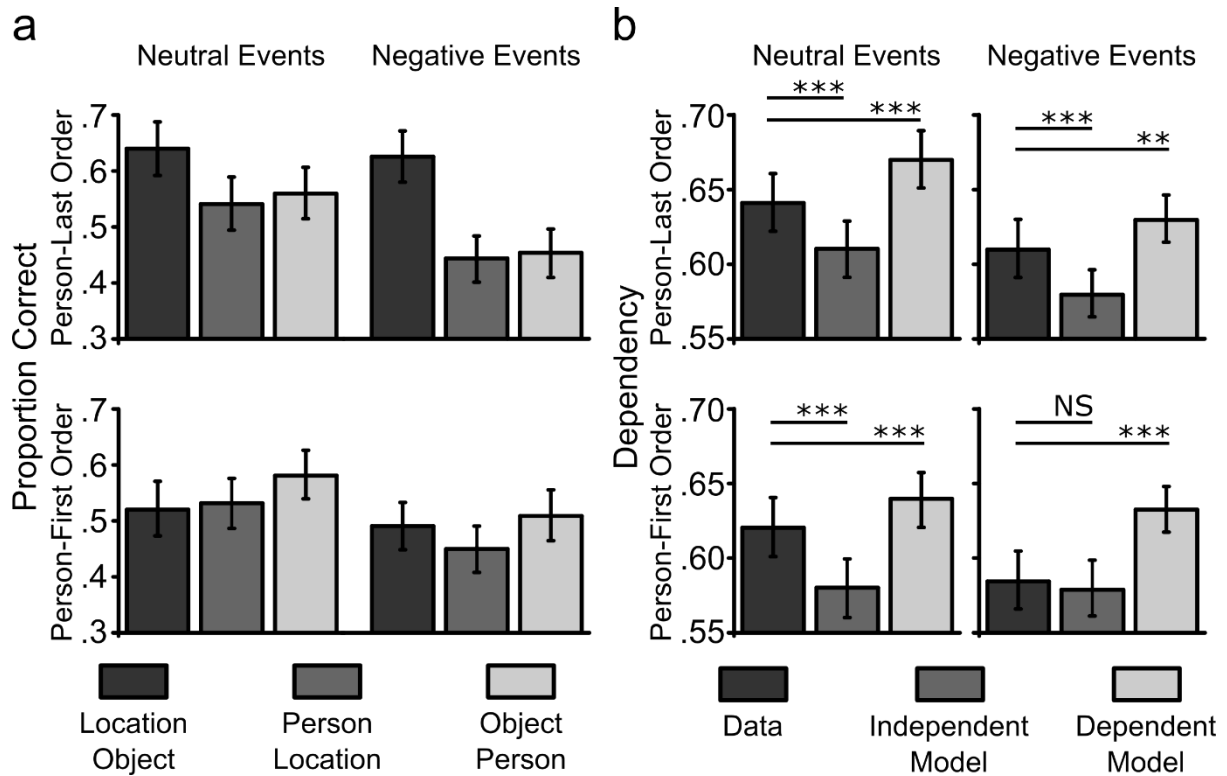 a
Neutral Events Negative Events
Proportion Correct
Person-Last Order
.7
.6
.5
.4
.3
Person-First Order
.7
.6
.5
.4
.3
Location Object
Person Location
Object Person
b
Neutral Events Negative Events
Dependency
Person-Last Order
.70
.65
.60
.55
***
***
***
**
Person-First Order
.70
.65
.60
.55
***
***
NS
***
Data
Independent Model
Dependent Model